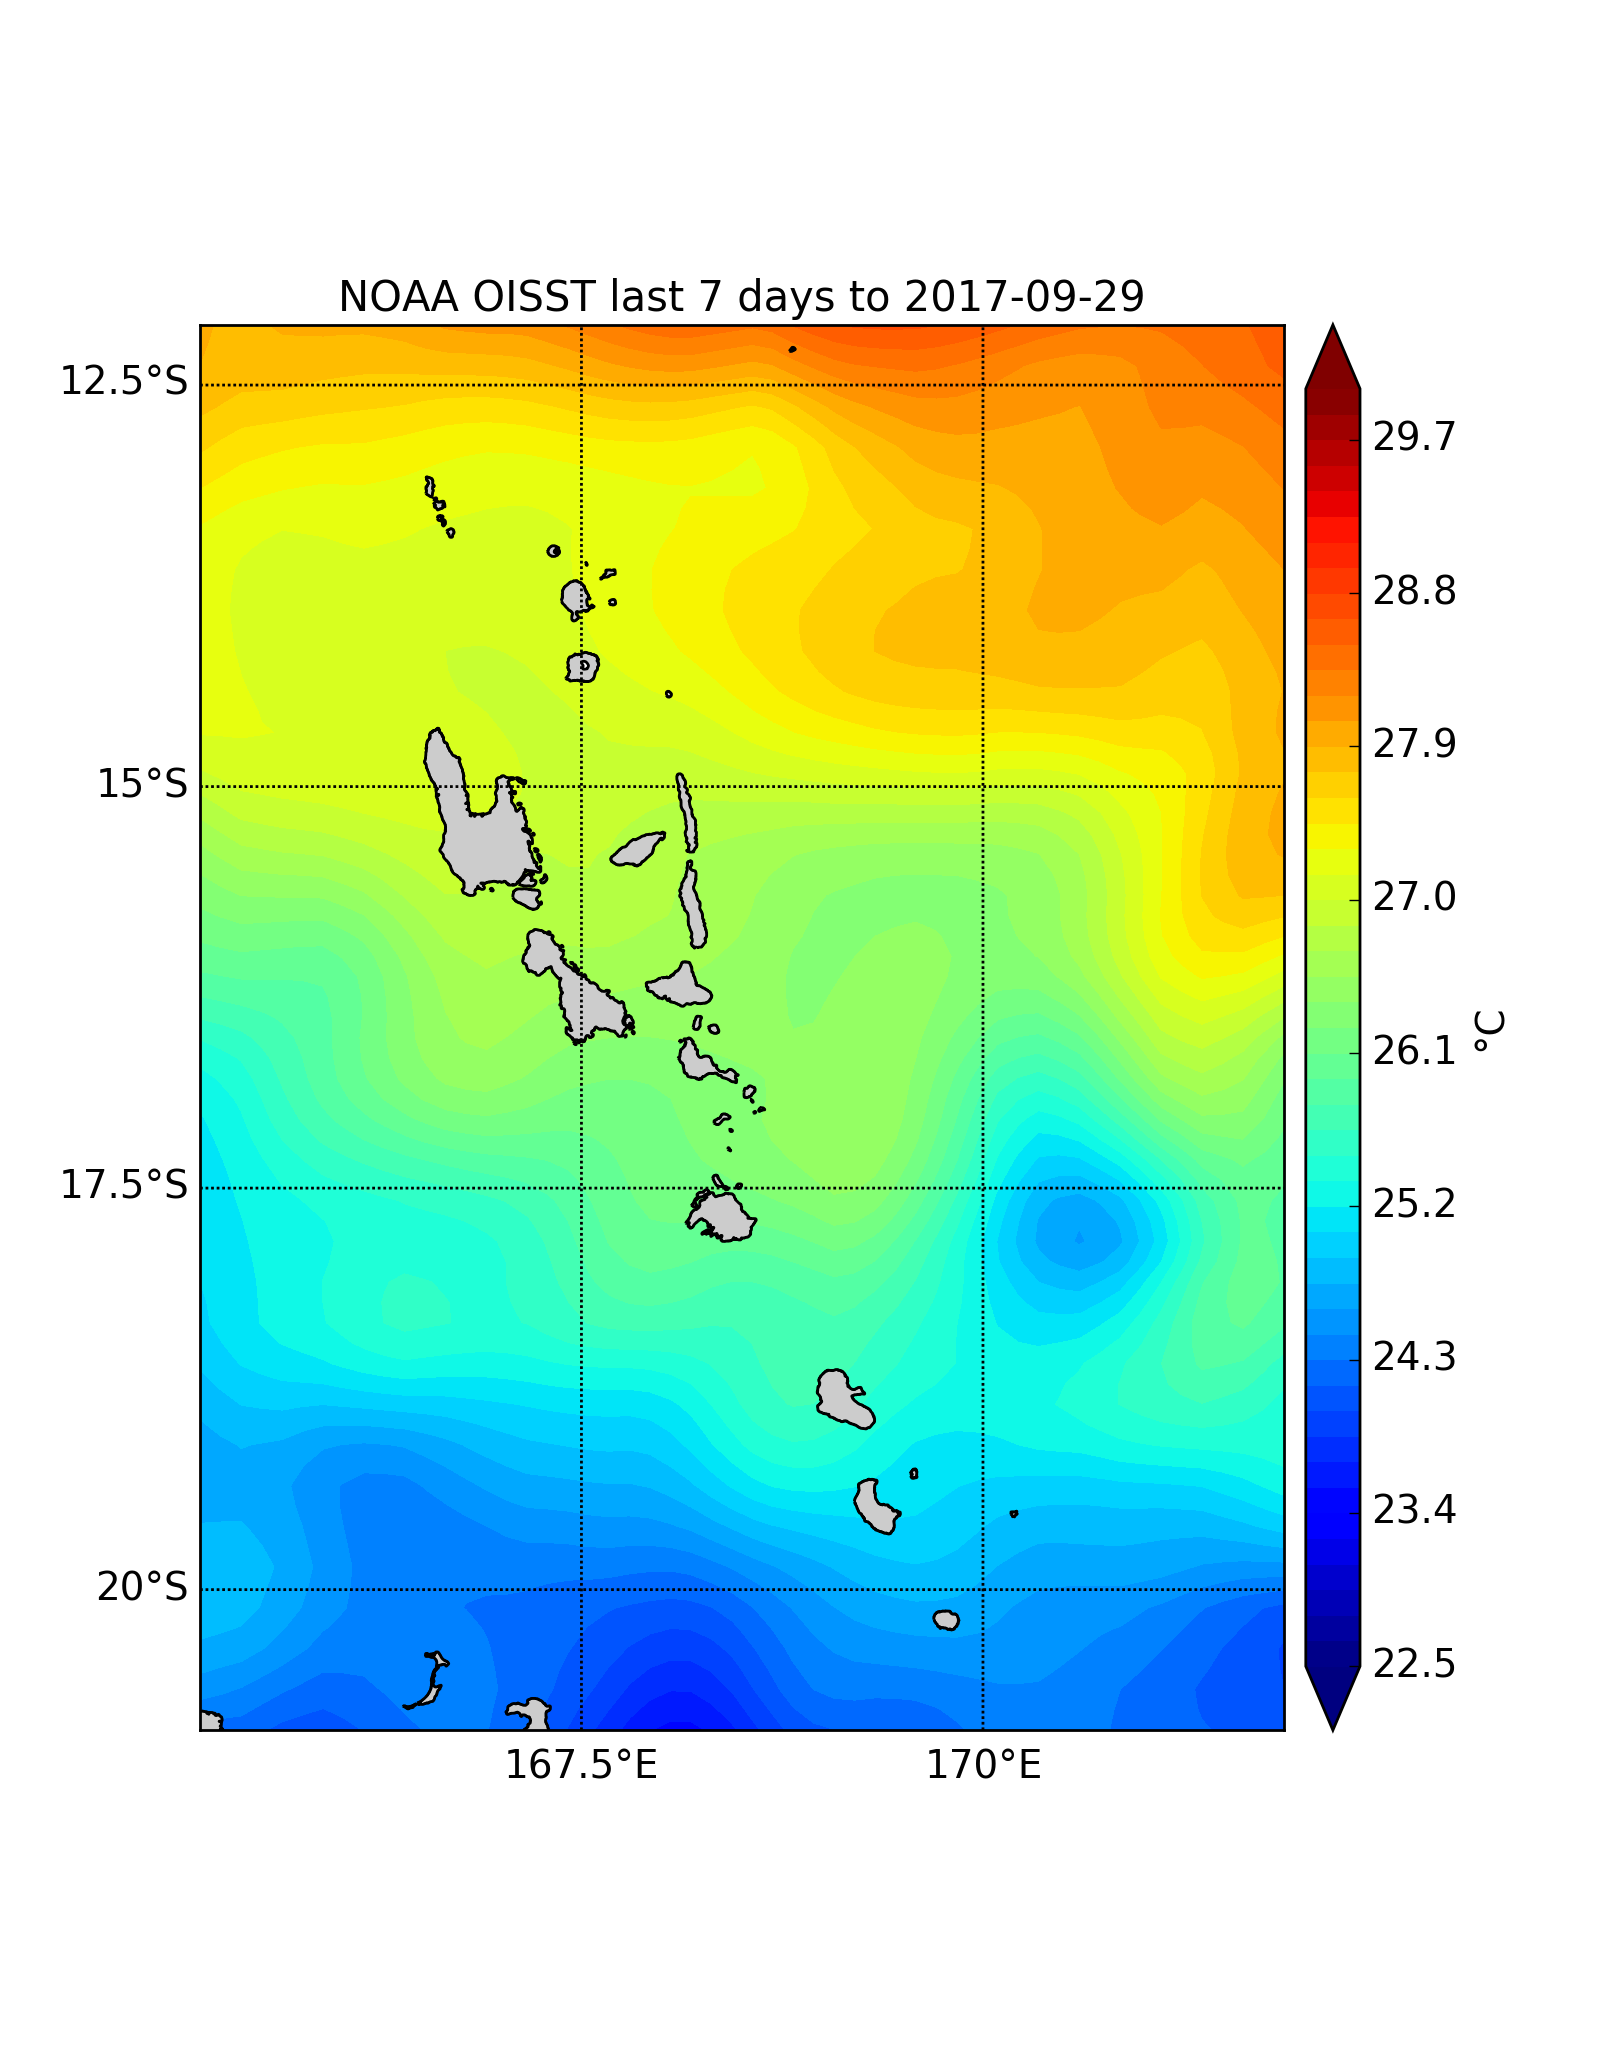 NOAA OISST last 7 days to 2017-09-29
12.5°S
15°S
17.5°S
20°S
167.5°E
170°E
29.7
28.8
27.9
27.0
26.1
25.2
24.3
23.4
22.5
°C